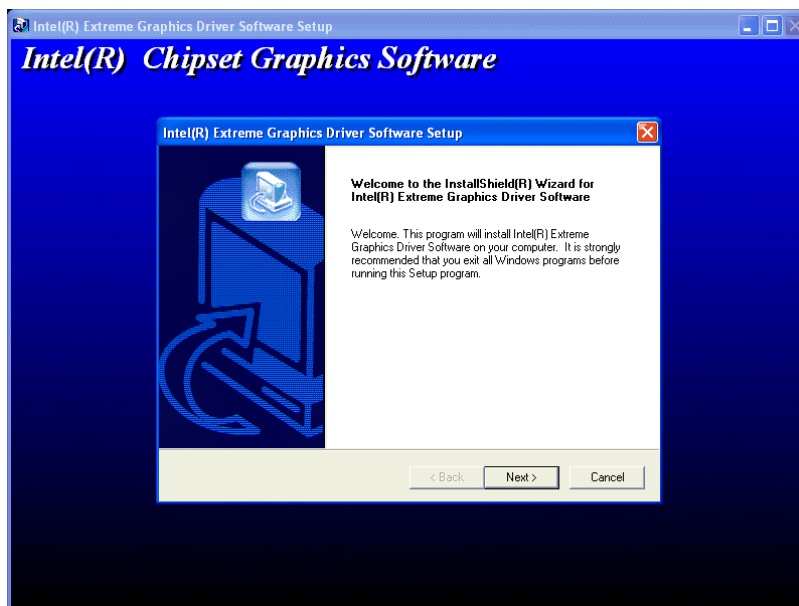 Intel(R) Extreme Graphics Driver Software Setup
Intel(R) Chipset Graphics Software
Intel(R) Extreme Graphics Driver Software Setup
Welcome to the InstallShield(R) Wizard for
Intel(R) Extreme Graphics Driver Software
Welcome. This program will install Intel(R) Extreme
Graphics Driver Software on your computer. It is strongly
recommended that you exit all Windows programs before
running this Setup program.
< Back
Next >
Cancel